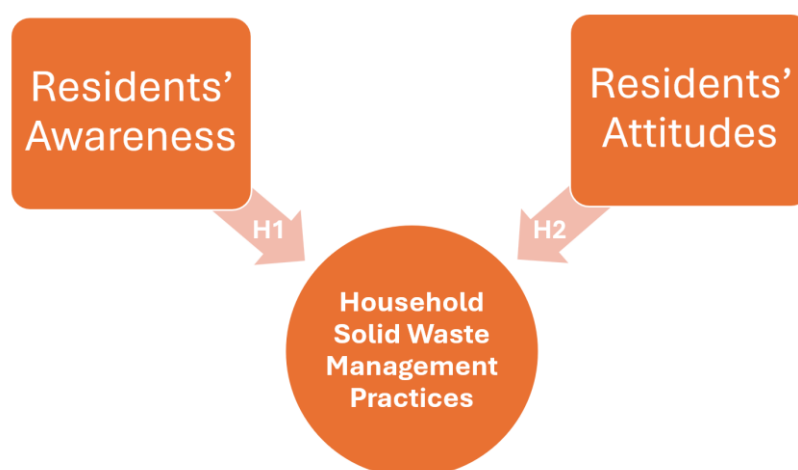 Residents’
Awareness
Residents’
Attitudes
H1
H2
Household
Solid Waste
Management
Practices